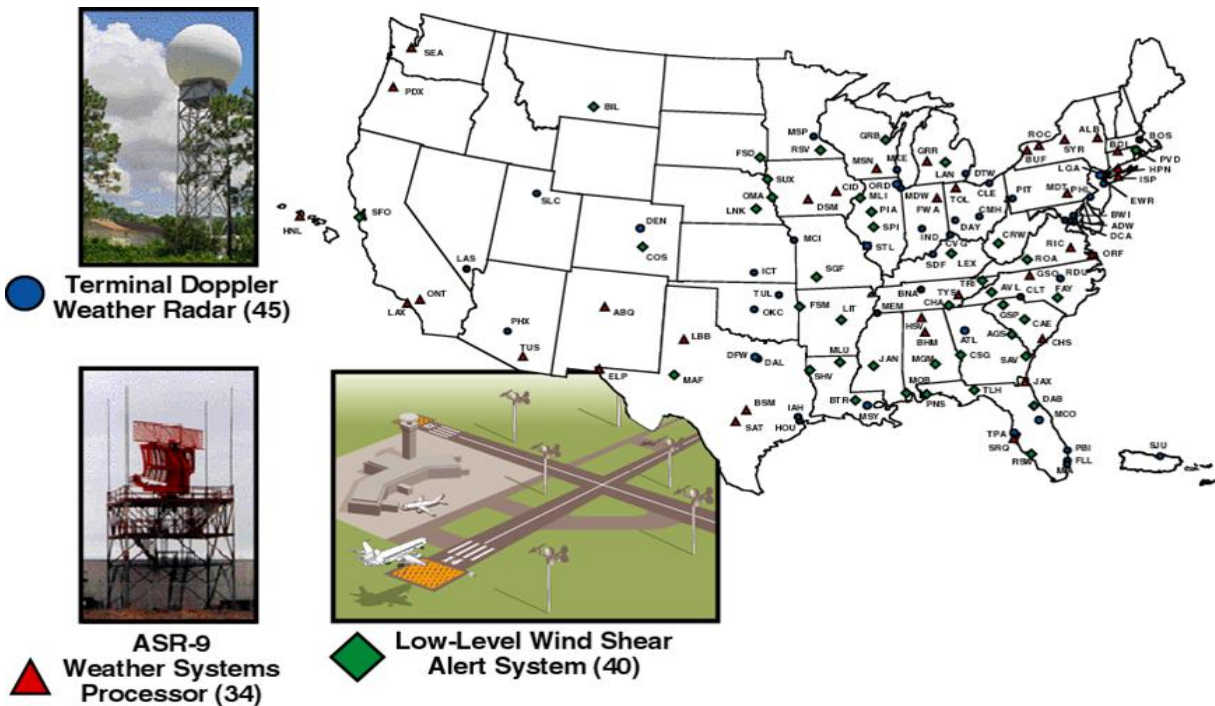 Terminal Doppler
Weather Radar (45)
ASR-9
Weather Systems
Processor (34)
Low-Level Wind Shear
Alert System (40)
SEA
PDX
BIL
MSP
RSV
GRB
MSN
MKE
GRR
LAN
DTW
ROC
BUF
SYR
ALB
BDL
BOS
PVD
HPN
ISP
LGA
EWR
MDT
PHL
BWI
ADW
DCA
FSD
SUX
OMA
LNK
DSM
CID
ORD
MLI
MDW
PIA
SPI
STL
TOL
FWA
CLE
PIT
CMH
DAY
IND
CVG
SDF
LEX
CRW
RIC
ROA
ORF
SFO
HNL
SLC
DEN
COS
LAS
MCI
ICT
SGF
TUL
OKC
FSM
LIT
MEM
BNA
TRI
TYS
CHA
GSO
RDU
AVL
CLT
FAY
GSP
CAE
AGS
CHS
SAV
ONT
LAX
PHX
TUS
ABQ
ELP
LBB
MAF
DFW
DAL
MLU
SHV
JAN
HSV
BHM
MGM
ATL
CSG
MOB
PNS
TLH
JAX
DAB
MCO
BTR
MSY
BSM
SAT
IAH
HOU
TPA
SRQ
RSW
PBI
FLL
SJU